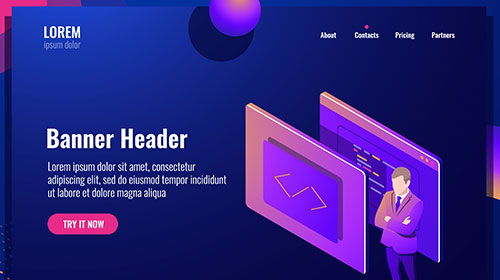 LOREM
ipsum dolor
About Contacts Pricing Partners
Banner Header
Lorem ipsum dolor sit amet, consectetur
adipiscing elit sed do eiusmod tempor incididunt
ut labore et dolore magna aliqua
TRY IT NOW